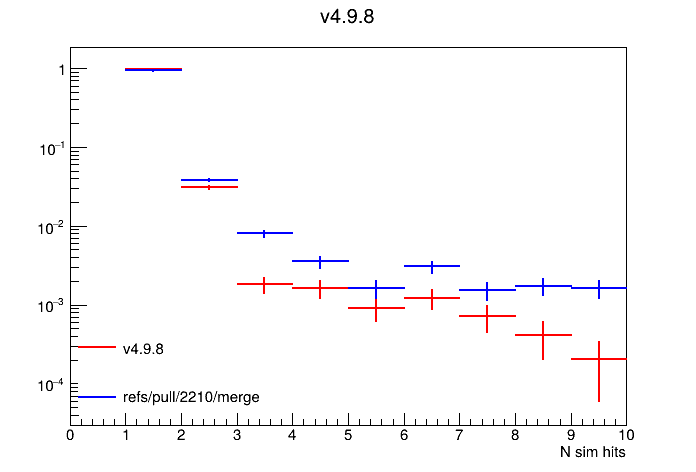 v4.9.8
1
10⁻¹
10⁻²
10⁻³
10⁻⁴
v4.9.8
refs/pull/2210/merge
0 1 2 3 4 5 6 7 8 9 10
N sim hits